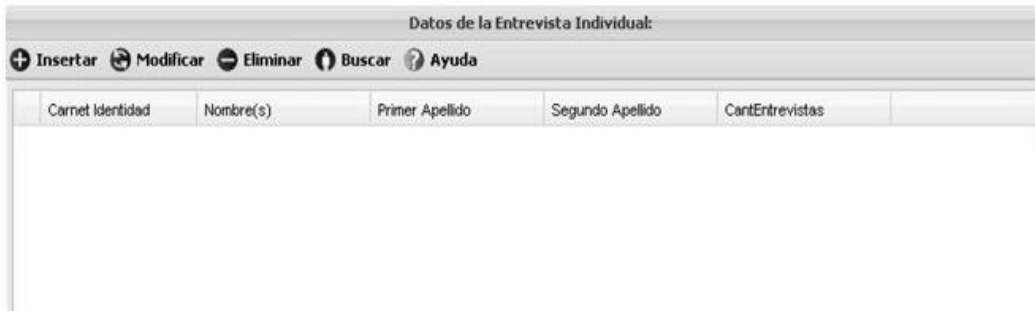 Datos de la Entrevista Individual:
Insertar Modificar Eliminar Buscar Ayuda
Carnet Identidad Nombre(s) Primer Apellido Segundo Apellido CantEntrevistas